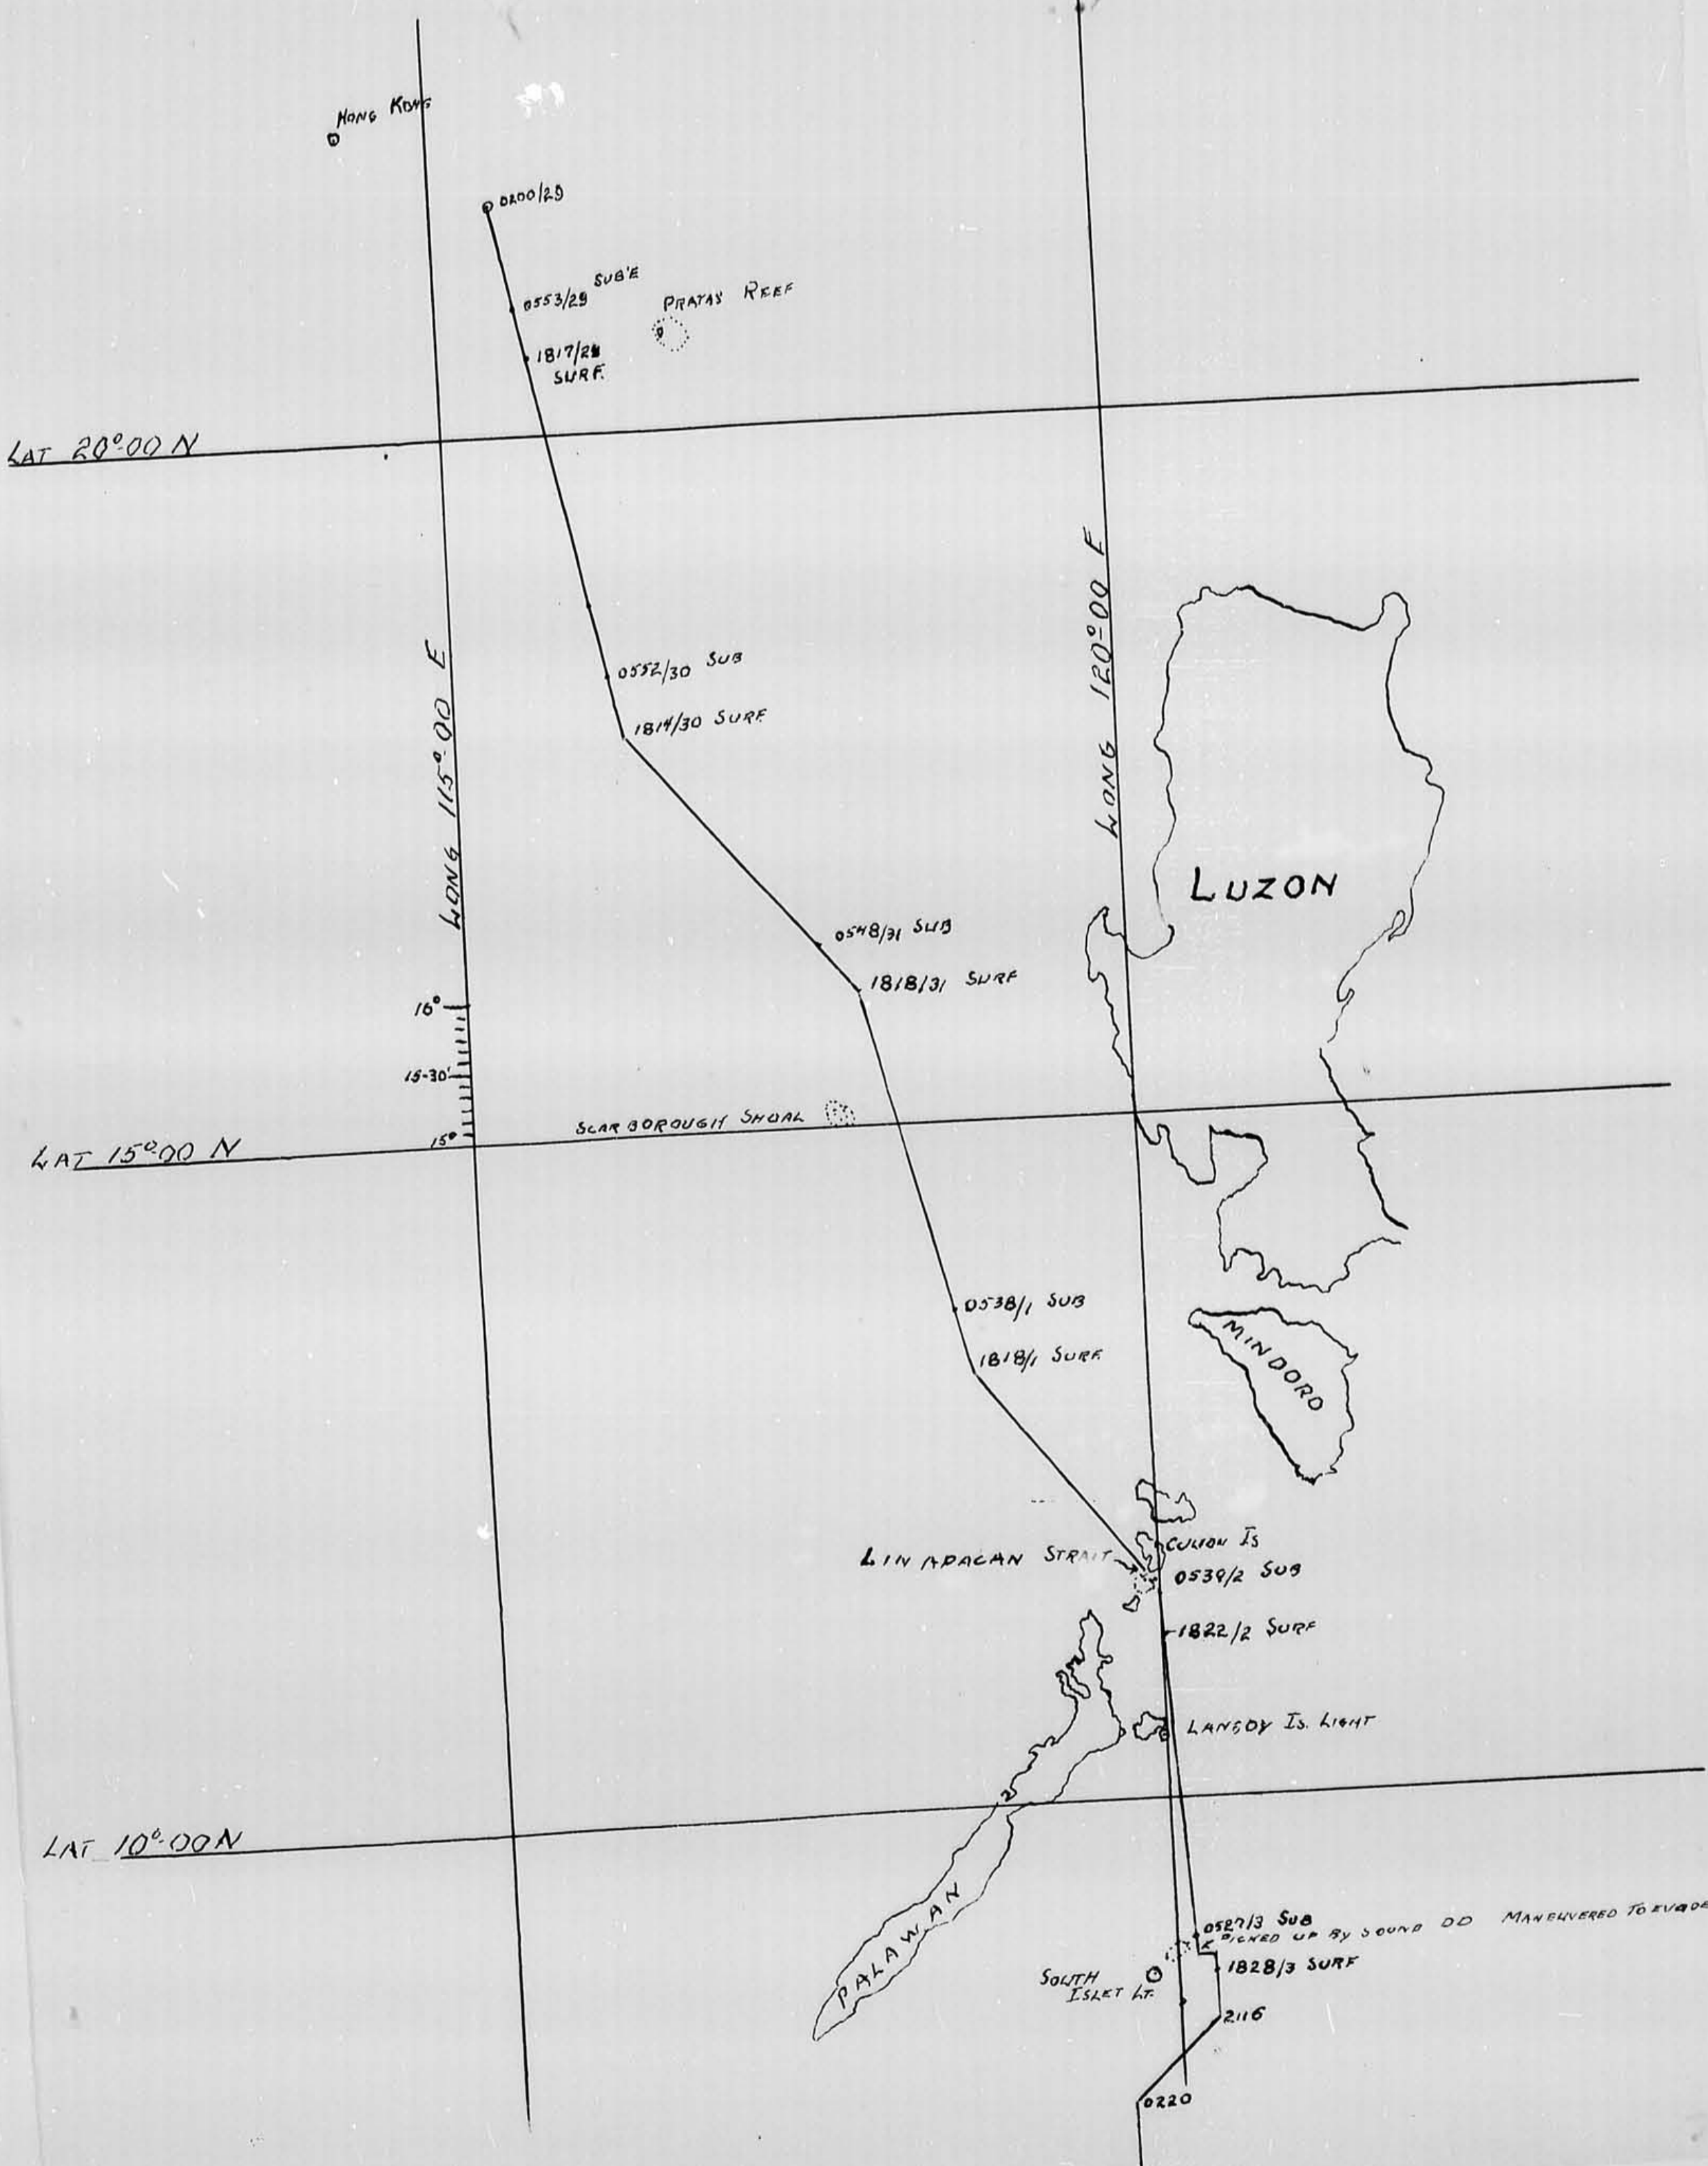 HONG KONG
0200/29
0553/29 SUB'E
PRATAS REEF
1817/29
SURF.
LAT 20°-00 N
LONG 120°-00 E
LONG 115°-00 E
0552/30 SUB
1814/30 SURF.
LUZON
0548/31 SUB
1818/31 SURF
16°
15-30'
15°
SCARBOROUGH SHOAL
LAT 15°-00 N
0538/1 SUB
1818/1 SURF.
MINDORO
LINAPACAN STRAIT
CULION IS
0539/2 SUB
1822/2 SURF
LANGOY IS. LIGHT
LAT 10°-00 N
PALAWAN
0527/3 SUB
PICKED UP BY SOUND DD MANEUVERED TO EVADE
1828/3 SURF
SOUTH
ISLET LT.
2116
0220